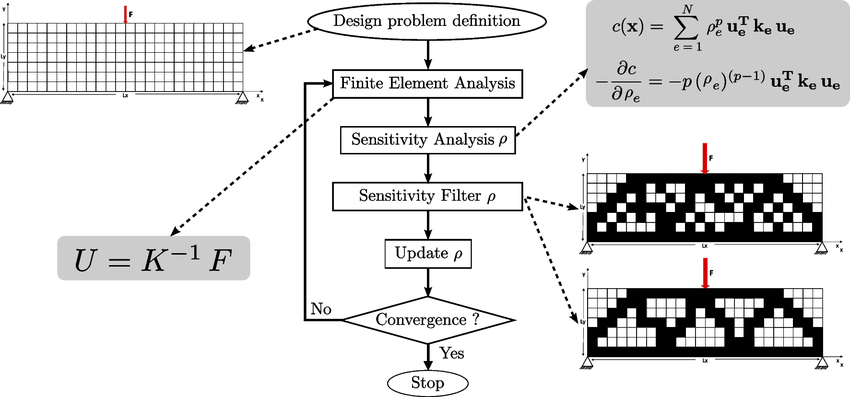 Y
F
Ly
Lx
X
X
Design problem definition
Finite Element Analysis
Sensitivity Analysis ρ
Sensitivity Filter ρ
Update ρ
Convergence ?
No
Yes
Stop
c(x) = ∑_{e=1}^{N} ρ_e^p u_e^T k_e u_e
−∂c/∂ρ_e = −p (ρ_e)^{(p−1)} u_e^T k_e u_e
U = K^{−1} F
Y
F
Ly
Lx
X
X
Y
F
Ly
Lx
X
X